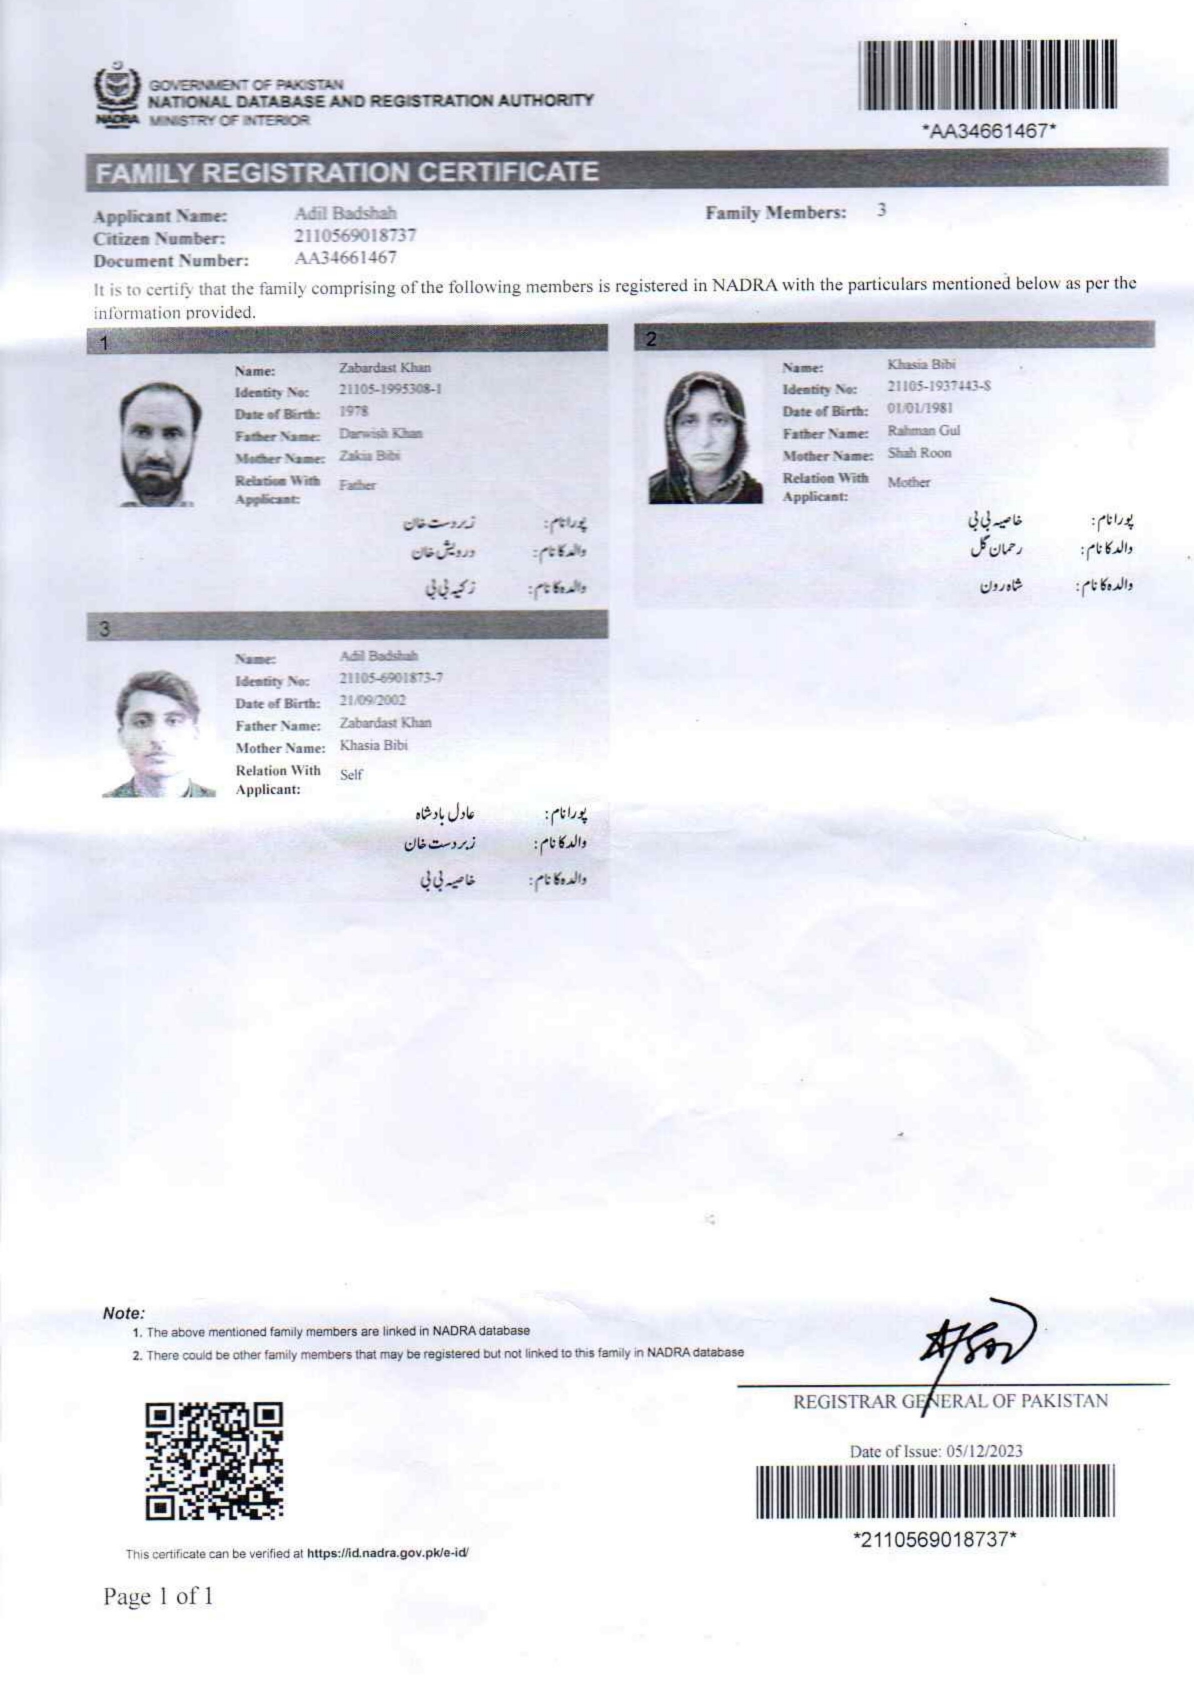 GOVERNMENT OF PAKISTAN
NATIONAL DATABASE AND REGISTRATION AUTHORITY
NADRA MINISTRY OF INTERIOR
*AA34661467*
FAMILY REGISTRATION CERTIFICATE
Applicant Name: Adil Badshah
Family Members: 3
Citizen Number: 2110569018737
Document Number: AA34661467
It is to certify that the family comprising of the following members is registered in NADRA with the particulars mentioned below as per the
information provided.
1
Name: Zabardast Khan
Identity No: 21105-1995308-1
Date of Birth: 1978
Father Name: Darwish Khan
Mother Name: Zakia Bibi
Relation With Father
Applicant:
پورا نام: زبردست خان
والد کا نام: درویش خان
والدہ کا نام: زکیہ بی بی
2
Name: Khasia Bibi
Identity No: 21105-1937443-8
Date of Birth: 01/01/1981
Father Name: Rahman Gul
Mother Name: Shah Roon
Relation With Mother
Applicant:
پورا نام: خاصیہ بی بی
والد کا نام: رحمان گل
والدہ کا نام: شاہ رون
3
Name: Adil Badshah
Identity No: 21105-6901873-7
Date of Birth: 21/09/2002
Father Name: Zabardast Khan
Mother Name: Khasia Bibi
Relation With Self
Applicant:
پورا نام: عادل بادشاہ
والد کا نام: زبردست خان
والدہ کا نام: خاصیہ بی بی
Note:
1. The above mentioned family members are linked in NADRA database
2. There could be other family members that may be registered but not linked to this family in NADRA database
REGISTRAR GENERAL OF PAKISTAN
Date of Issue: 05/12/2023
*2110569018737*
This certificate can be verified at https://id.nadra.gov.pk/e-id/
Page 1 of 1